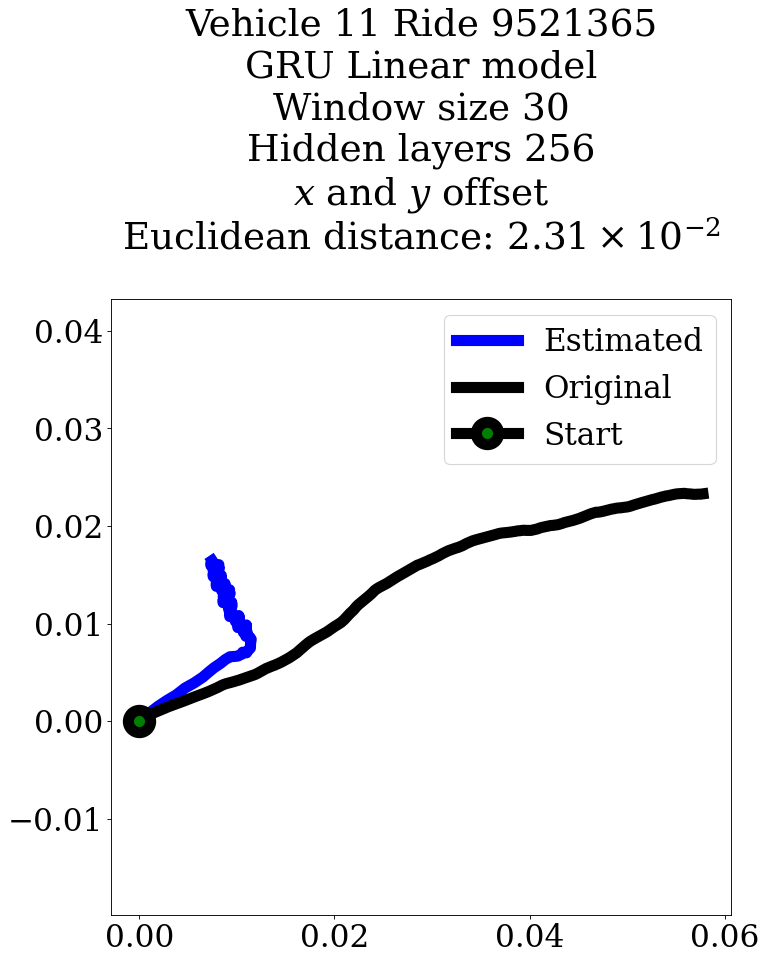 Vehicle 11 Ride 9521365
GRU Linear model
Window size 30
Hidden layers 256
x and y offset
Euclidean distance: 2.31 × 10⁻²
Estimated
Original
Start
0.04
0.03
0.02
0.01
0.00
−0.01
0.00 0.02 0.04 0.06